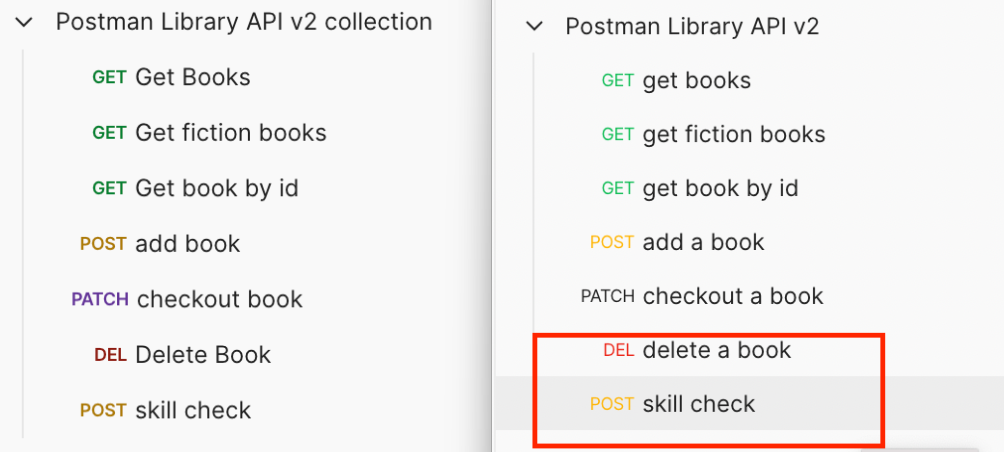 Postman Library API v2 collection
GET Get Books
GET Get fiction books
GET Get book by id
POST add book
PATCH checkout book
DEL Delete Book
POST skill check
Postman Library API v2
GET get books
GET get fiction books
GET get book by id
POST add a book
PATCH checkout a book
DEL delete a book
POST skill check